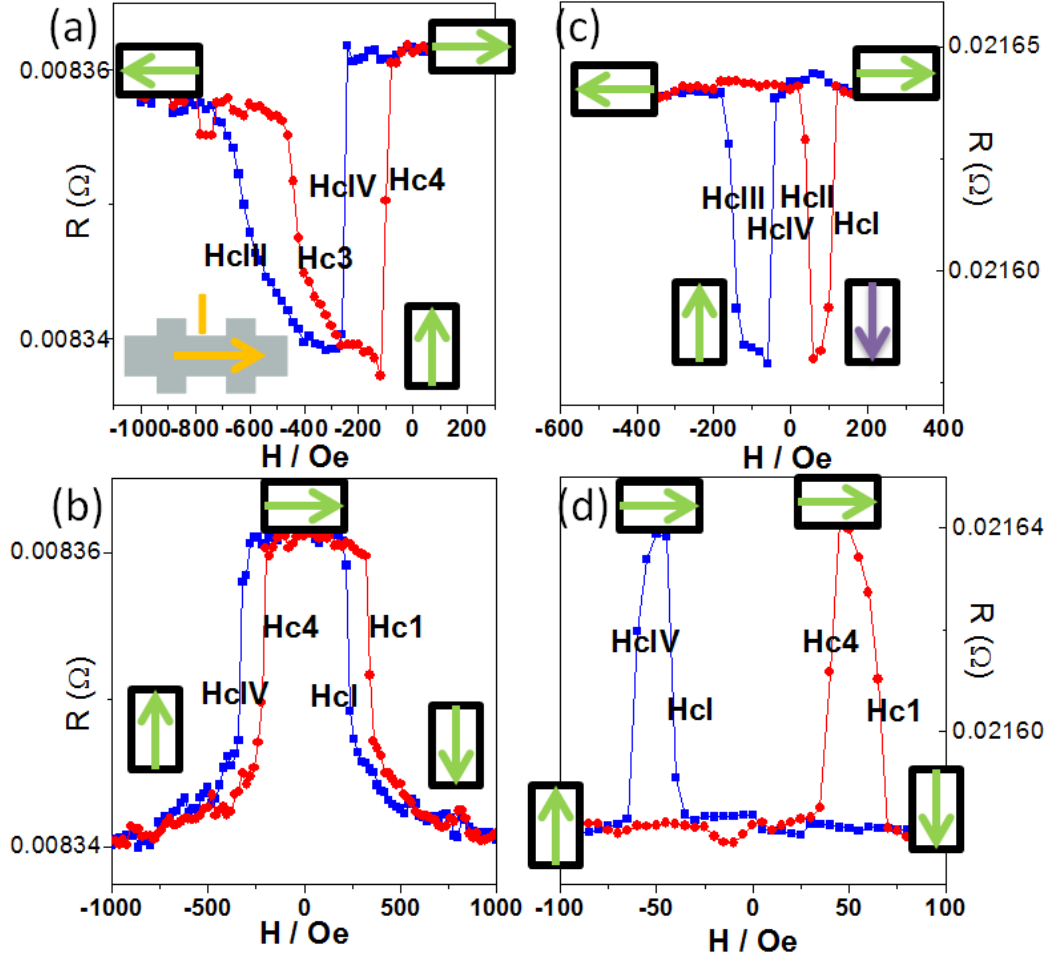 (a)
0.00836
R (Ω)
HcIV
Hc4
HcIII
Hc3
0.00834
-1000
-800
-600
-400
-200
0
200
H / Oe
(c)
0.02165
R (Ω)
HcIII
HcII
HcIV
HcI
0.02160
-600
-400
-200
0
200
400
H / Oe
(b)
0.00836
R (Ω)
Hc4
Hc1
HcIV
HcI
0.00834
-1000
-500
0
500
1000
H / Oe
(d)
0.02164
R (Ω)
HcIV
Hc4
HcI
Hc1
0.02160
-100
-50
0
50
100
H / Oe